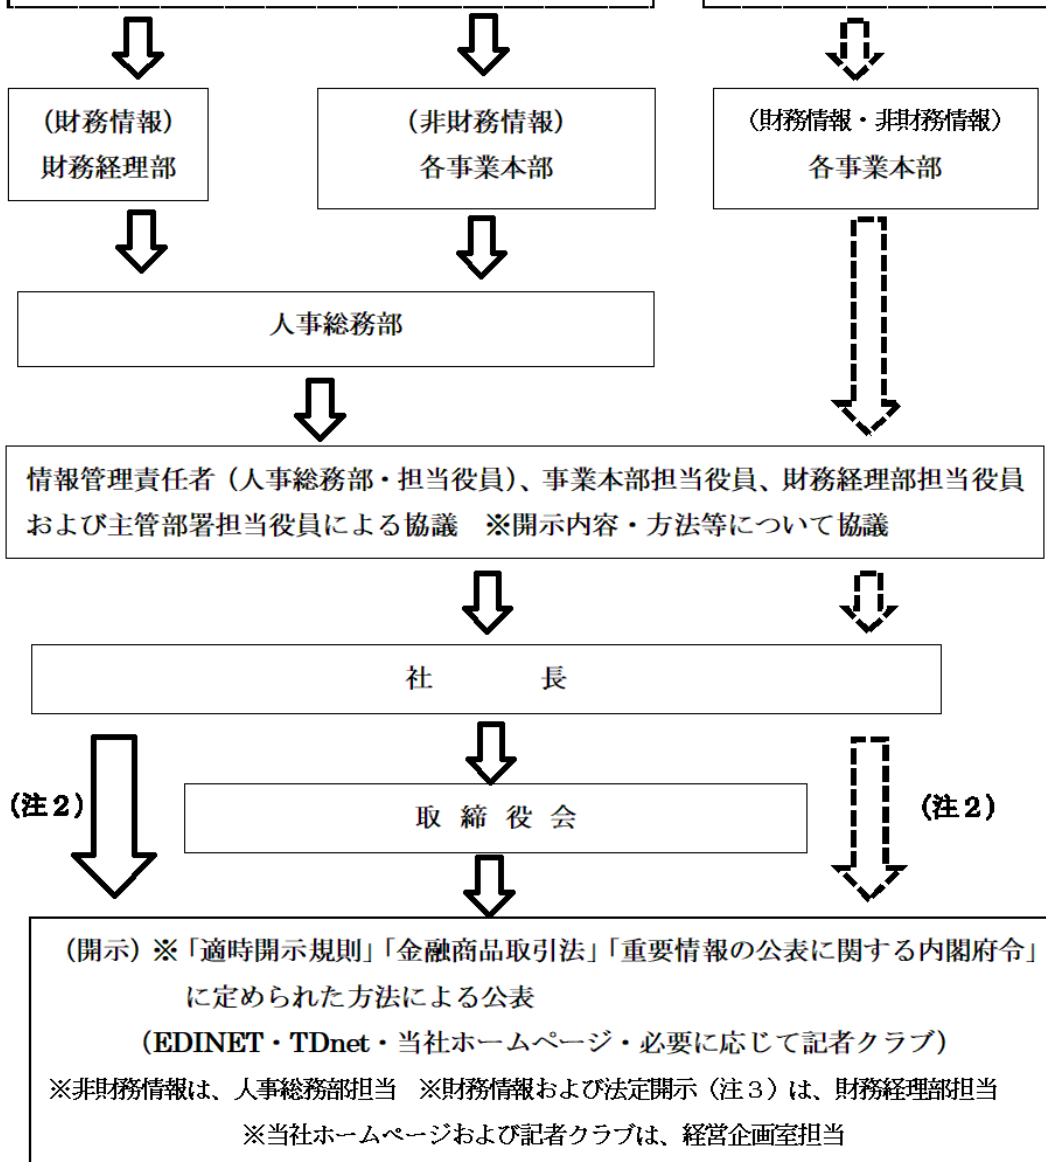 (財務情報)
財務経理部
(非財務情報)
各事業本部
(財務情報・非財務情報)
各事業本部
人事総務部
情報管理責任者（人事総務部・担当役員）、事業本部担当役員、財務経理部担当役員
および主管部署担当役員による協議　※開示内容・方法等について協議
社　　　　長
(注２)
取 締 役 会
(注２)
(開示) ※「適時開示規則」「金融商品取引法」「重要情報の公表に関する内閣府令」
に定められた方法による公表
(EDINET・TDnet・当社ホームページ・必要に応じて記者クラブ)
※非財務情報は、人事総務部担当　※財務情報および法定開示（注３）は、財務経理部担当
※当社ホームページおよび記者クラブは、経営企画室担当